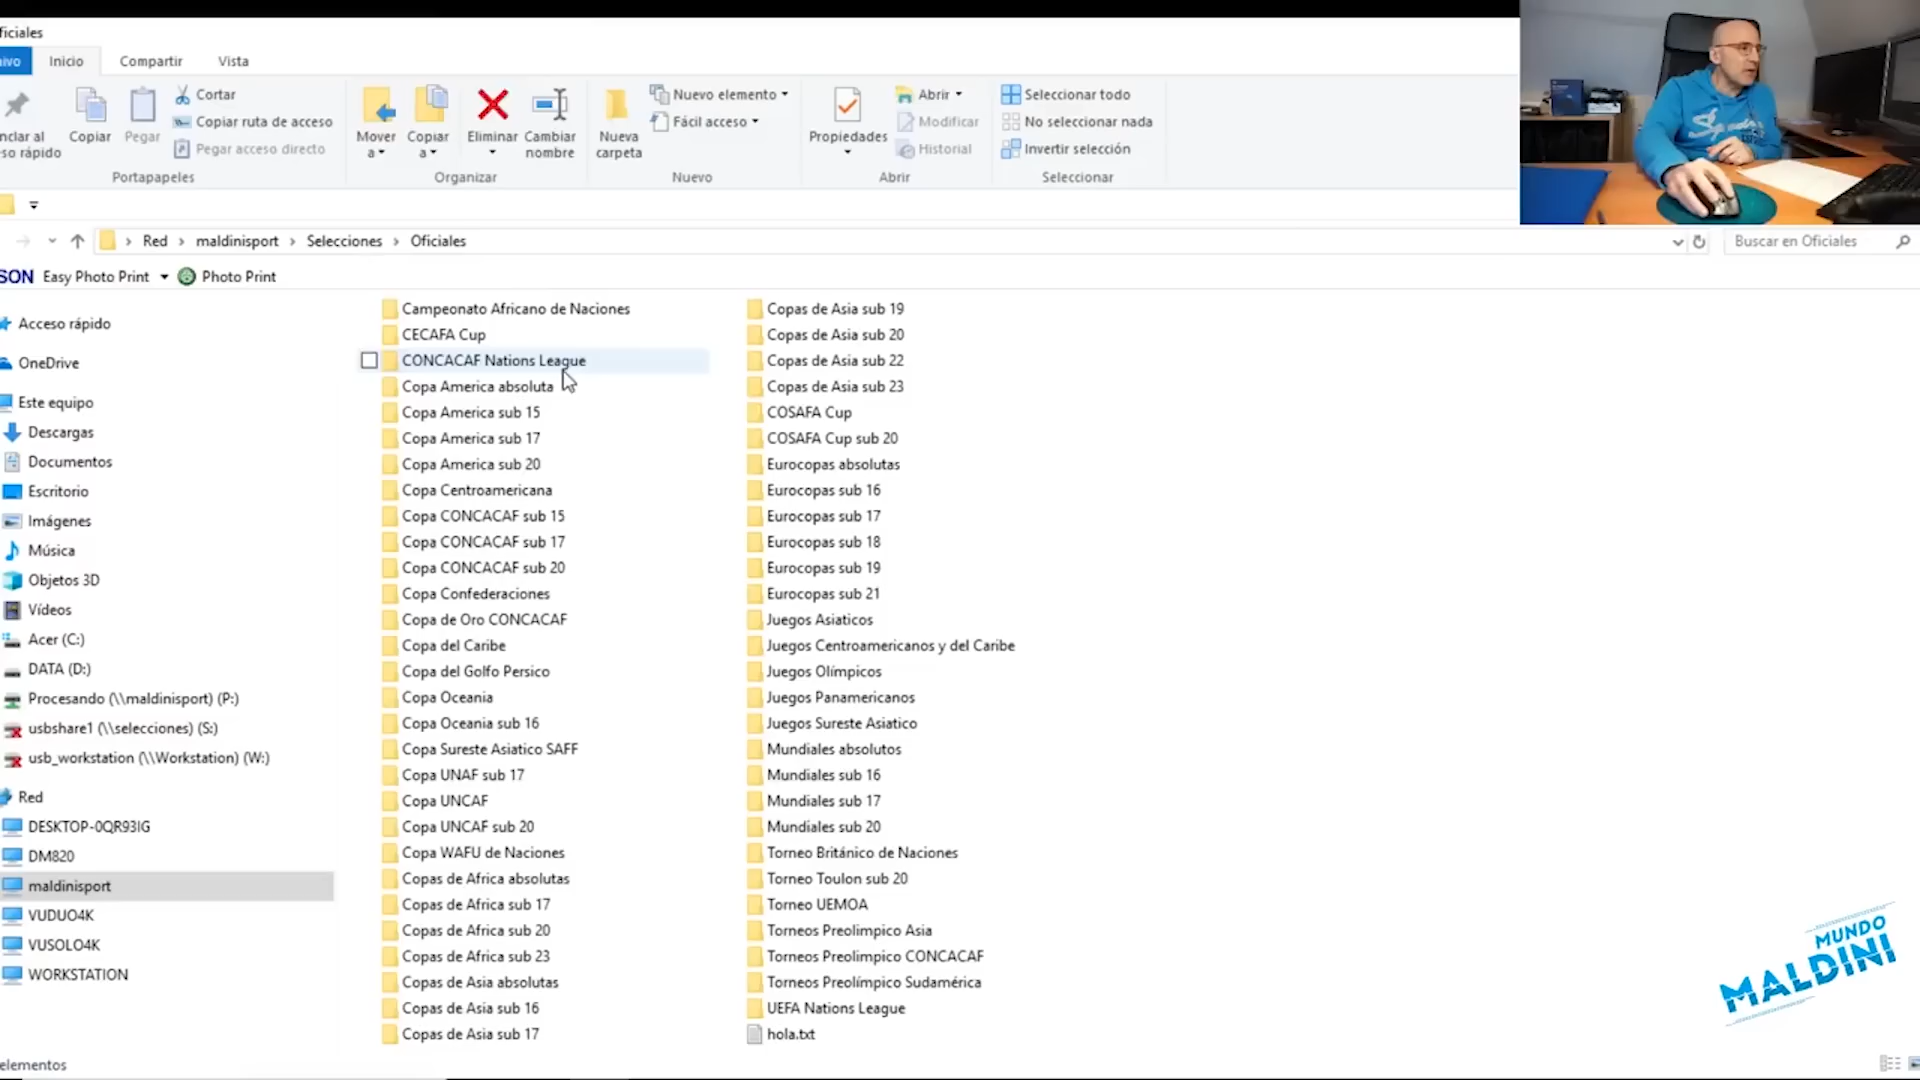 ficiales
ivo Inicio Compartir Vista
nclar al
so rápido
Copiar
Pegar
Cortar
Copiar ruta de acceso
Pegar acceso directo
Portapapeles
Mover
a
Copiar
a
Eliminar
Cambiar
nombre
Organizar
Nueva
carpeta
Nuevo elemento
Fácil acceso
Nuevo
Propiedades
Abrir
Modificar
Historial
Abrir
Seleccionar todo
No seleccionar nada
Invertir selección
Seleccionar
Red > maldinisport > Selecciones > Oficiales
Buscar en Oficiales
SON Easy Photo Print Photo Print
Acceso rápido
OneDrive
Este equipo
Descargas
Documentos
Escritorio
Imágenes
Música
Objetos 3D
Vídeos
Acer (C:)
DATA (D:)
Procesando (\\maldinisport) (P:)
usbshare1 (\\selecciones) (S:)
usb_workstation (\\Workstation) (W:)
Red
DESKTOP-0QR93IG
DM820
maldinisport
VUDUO4K
VUSOLO4K
WORKSTATION
Campeonato Africano de Naciones
CECAFA Cup
CONCACAF Nations League
Copa America absoluta
Copa America sub 15
Copa America sub 17
Copa America sub 20
Copa Centroamericana
Copa CONCACAF sub 15
Copa CONCACAF sub 17
Copa CONCACAF sub 20
Copa Confederaciones
Copa de Oro CONCACAF
Copa del Caribe
Copa del Golfo Persico
Copa Oceania
Copa Oceania sub 16
Copa Sureste Asiatico SAFF
Copa UNAF sub 17
Copa UNCAF
Copa UNCAF sub 20
Copa WAFU de Naciones
Copas de Africa absolutas
Copas de Africa sub 17
Copas de Africa sub 20
Copas de Africa sub 23
Copas de Asia absolutas
Copas de Asia sub 16
Copas de Asia sub 17
Copas de Asia sub 19
Copas de Asia sub 20
Copas de Asia sub 22
Copas de Asia sub 23
COSAFA Cup
COSAFA Cup sub 20
Eurocopas absolutas
Eurocopas sub 16
Eurocopas sub 17
Eurocopas sub 18
Eurocopas sub 19
Eurocopas sub 21
Juegos Asiaticos
Juegos Centroamericanos y del Caribe
Juegos Olímpicos
Juegos Panamericanos
Juegos Sureste Asiatico
Mundiales absolutos
Mundiales sub 16
Mundiales sub 17
Mundiales sub 20
Torneo Británico de Naciones
Torneo Toulon sub 20
Torneo UEMOA
Torneos Preolimpico Asia
Torneos Preolimpico CONCACAF
Torneos Preolímpico Sudamérica
UEFA Nations League
hola.txt
elementos
MUNDO
MALDINI